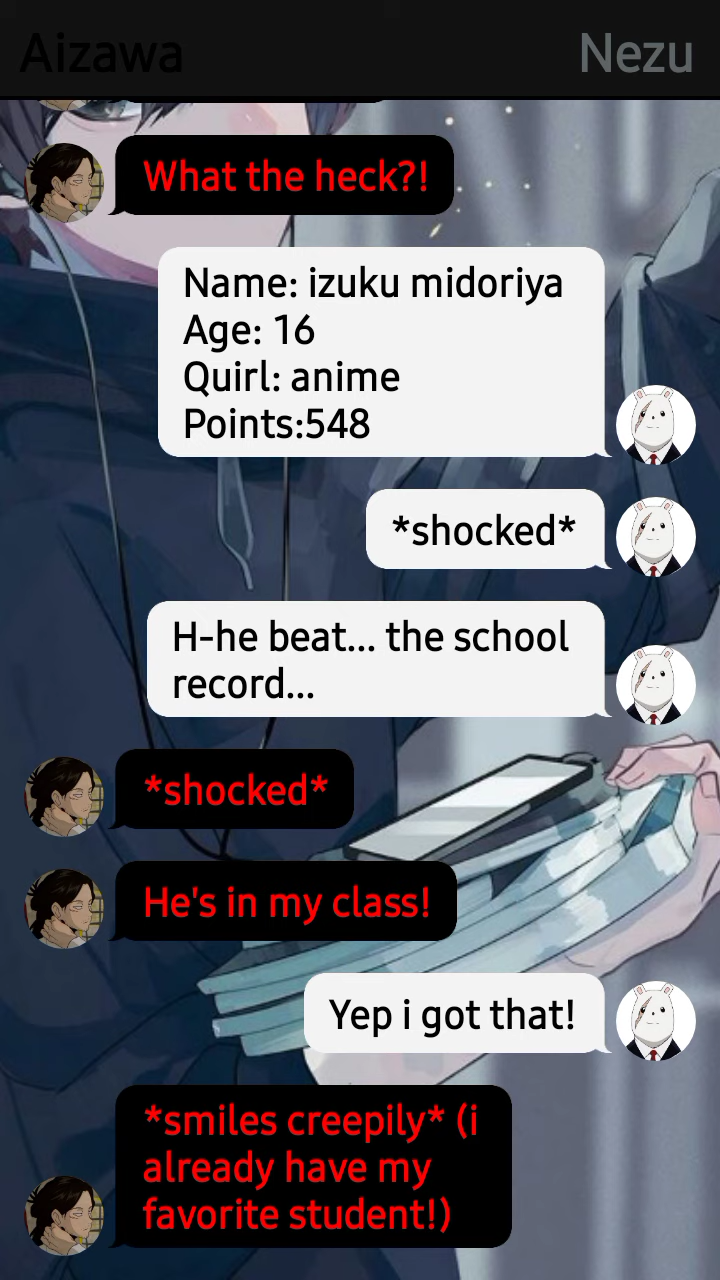 Aizawa
Nezu
What the heck?!
Name: izuku midoriya
Age: 16
Quirl: anime
Points:548
*shocked*
H-he beat... the school
record...
*shocked*
He's in my class!
Yep i got that!
*smiles creepily* (i
already have my
favorite student!)